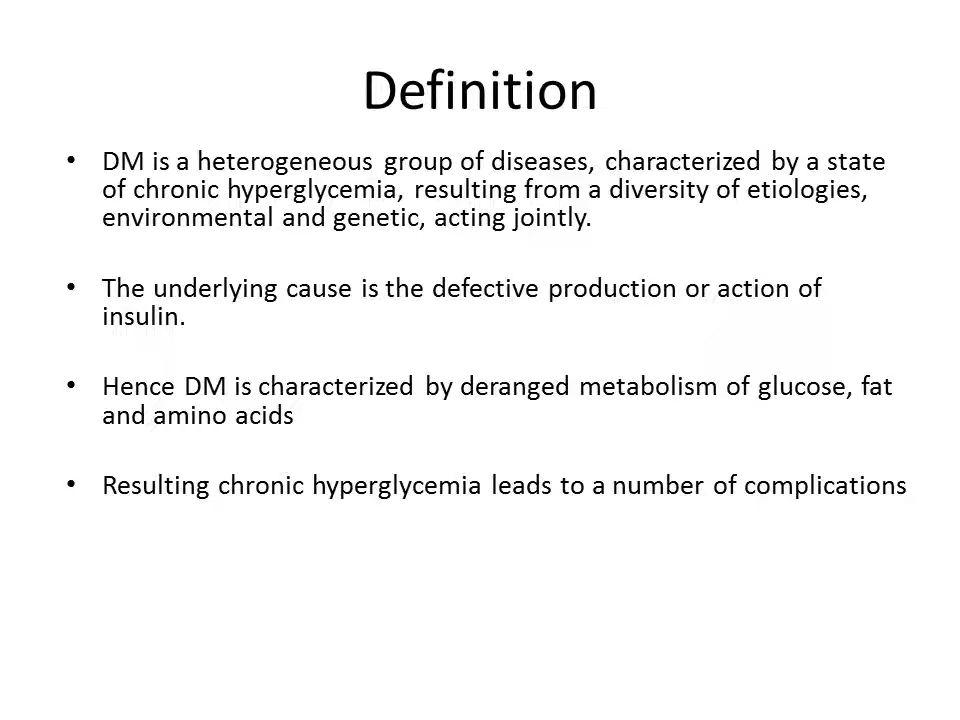 Definition
• DM is a heterogeneous group of diseases, characterized by a state
of chronic hyperglycemia, resulting from a diversity of etiologies,
environmental and genetic, acting jointly.
• The underlying cause is the defective production or action of
insulin.
• Hence DM is characterized by deranged metabolism of glucose, fat
and amino acids
• Resulting chronic hyperglycemia leads to a number of complications